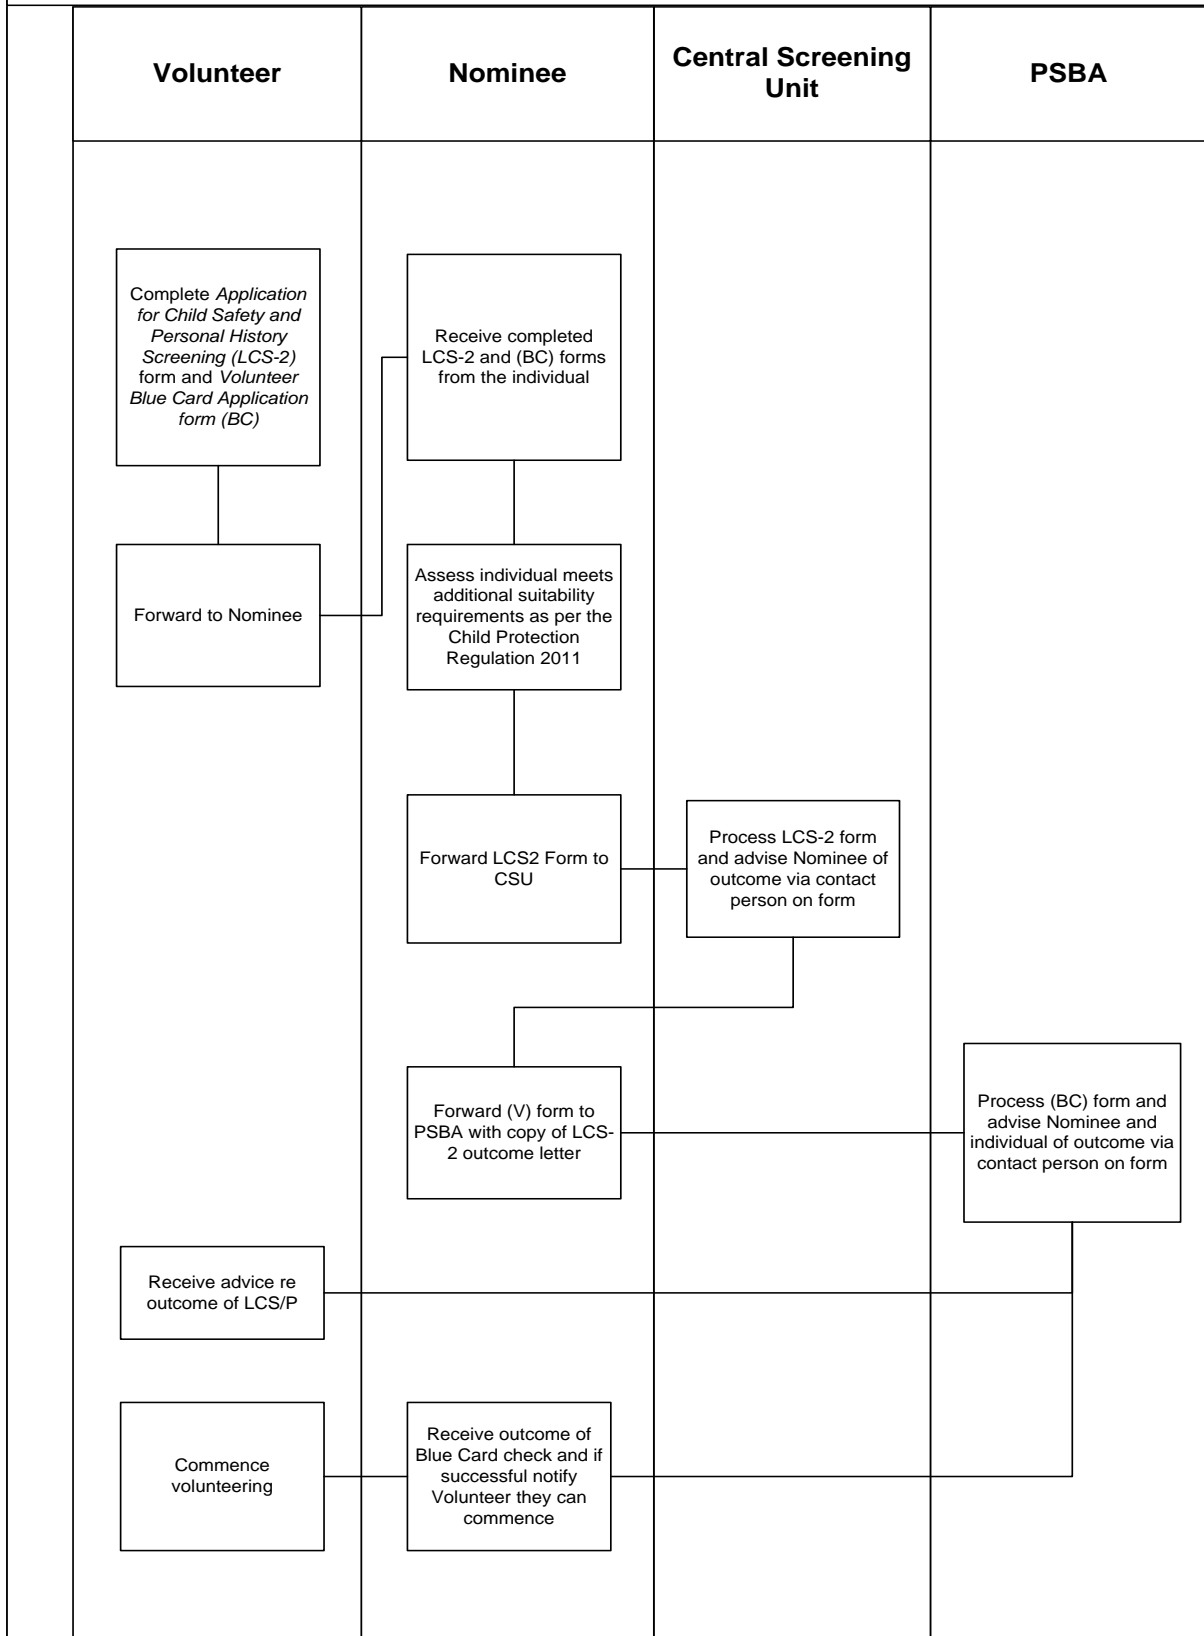 Volunteer
Nominee
Central Screening
Unit
PSBA
Complete Application
for Child Safety and
Personal History
Screening (LCS-2)
form and Volunteer
Blue Card Application
form (BC)
Receive completed
LCS-2 and (BC) forms
from the individual
Forward to Nominee
Assess individual meets
additional suitability
requirements as per the
Child Protection
Regulation 2011
Forward LCS2 Form to
CSU
Process LCS-2 form
and advise Nominee of
outcome via contact
person on form
Forward (V) form to
PSBA with copy of LCS-
2 outcome letter
Process (BC) form and
advise Nominee and
individual of outcome via
contact person on form
Receive advice re
outcome of LCS/P
Commence
volunteering
Receive outcome of
Blue Card check and if
successful notify
Volunteer they can
commence